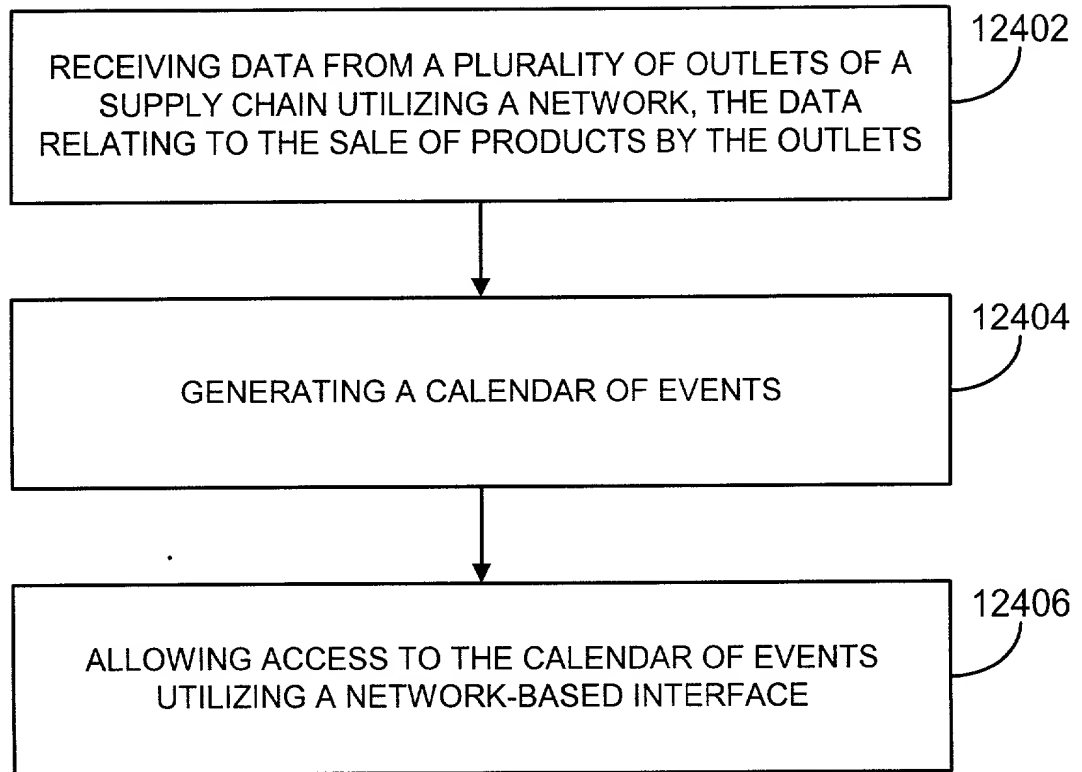 12402
RECEIVING DATA FROM A PLURALITY OF OUTLETS OF A
SUPPLY CHAIN UTILIZING A NETWORK, THE DATA
RELATING TO THE SALE OF PRODUCTS BY THE OUTLETS
12404
GENERATING A CALENDAR OF EVENTS
12406
ALLOWING ACCESS TO THE CALENDAR OF EVENTS
UTILIZING A NETWORK-BASED INTERFACE